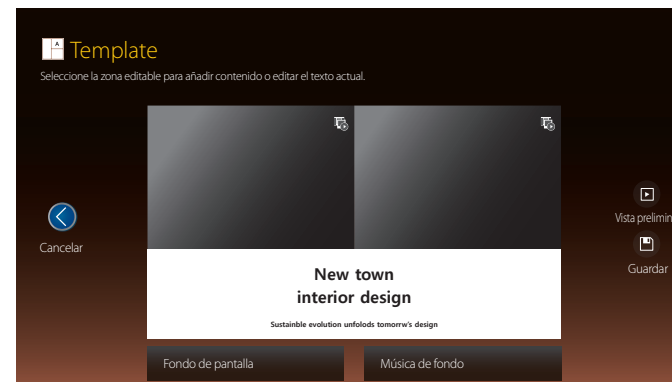 Template
Seleccione la zona editable para añadir contenido o editar el texto actual.
Cancelar
New town
interior design
Sustainble evolution unfolods tomorrw's design
Vista prelimin
Guardar
Fondo de pantalla
Música de fondo